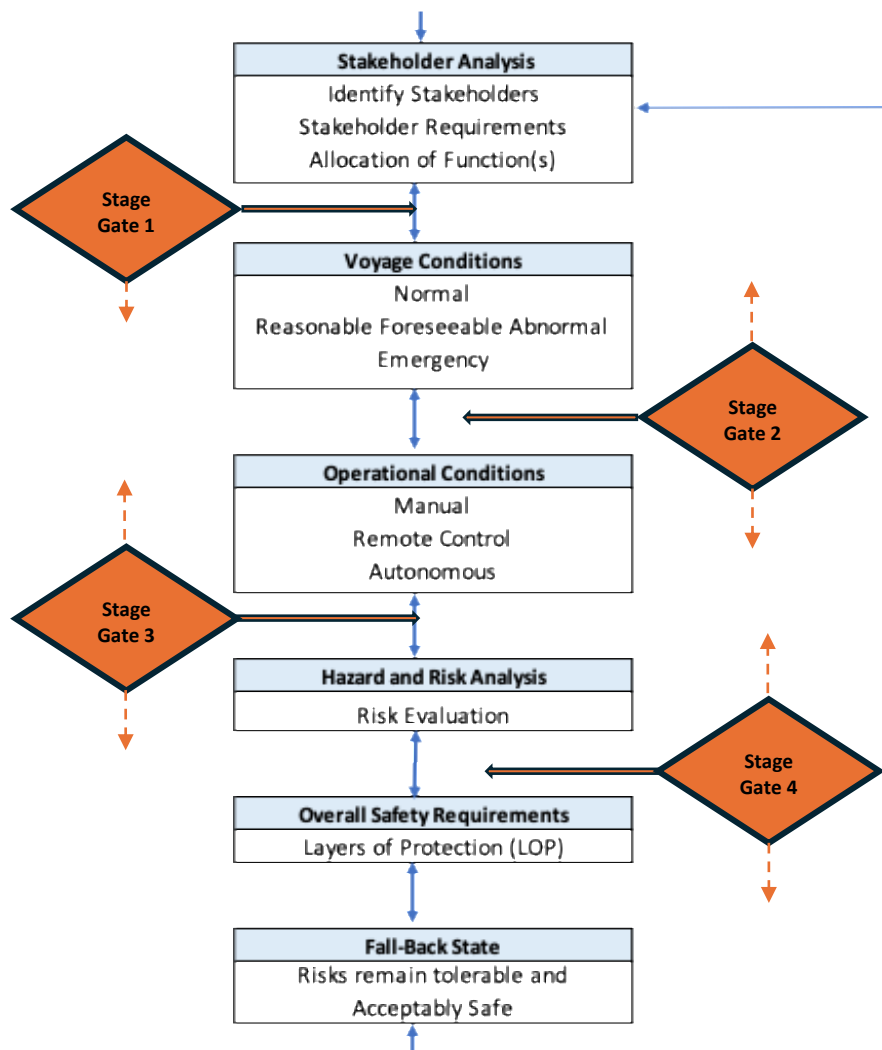 Stakeholder Analysis
Identify Stakeholders
Stakeholder Requirements
Allocation of Function(s)
Stage
Gate 1
Voyage Conditions
Normal
Reasonable Foreseeable Abnormal
Emergency
Stage
Gate 2
Operational Conditions
Manual
Remote Control
Autonomous
Stage
Gate 3
Hazard and Risk Analysis
Risk Evaluation
Stage
Gate 4
Overall Safety Requirements
Layers of Protection (LOP)
Fall-Back State
Risks remain tolerable and
Acceptably Safe